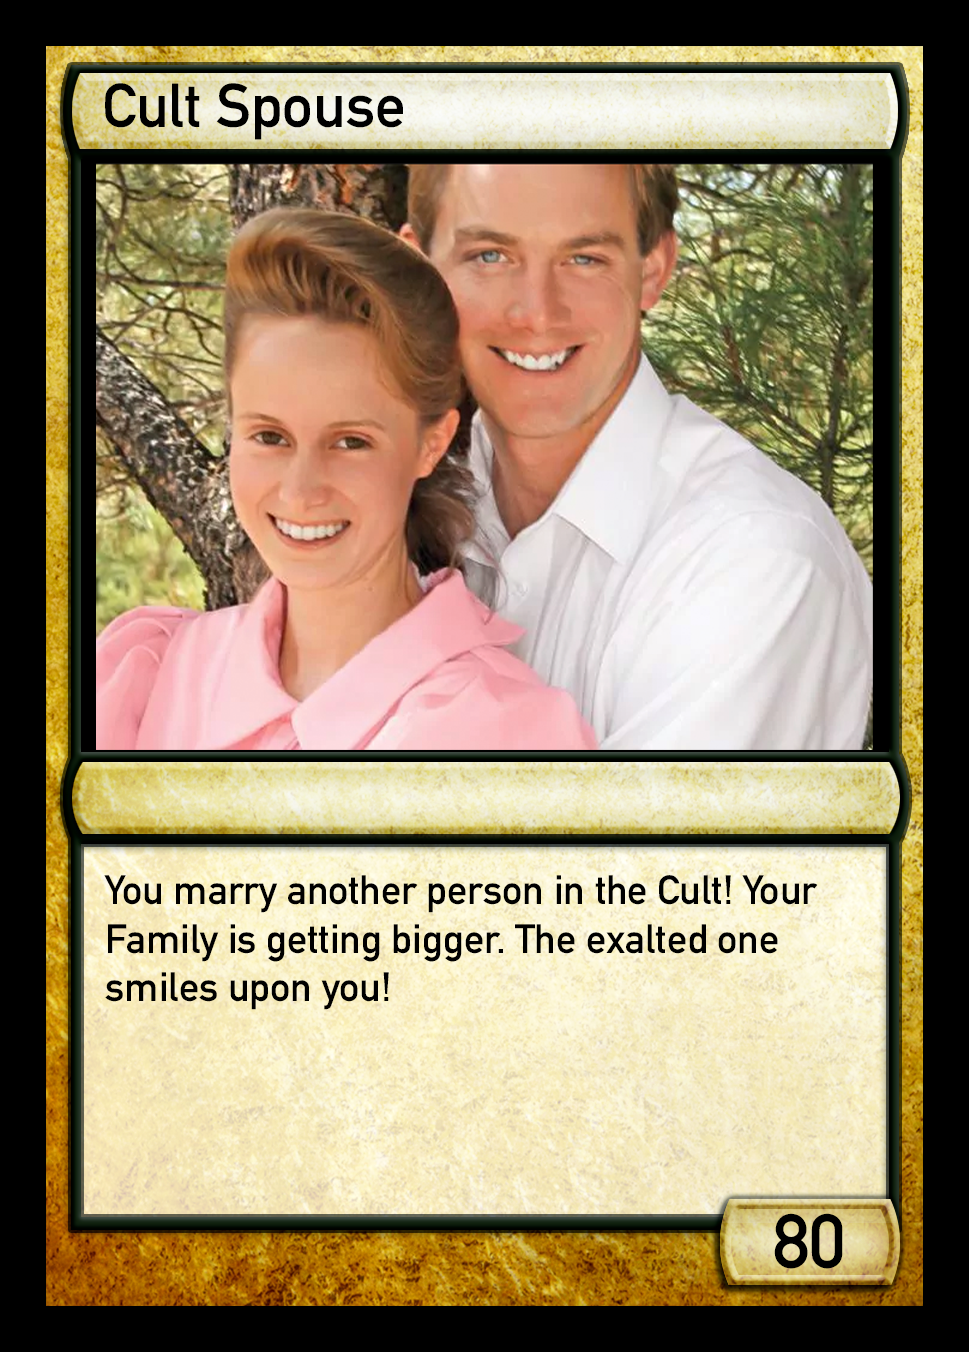 Cult Spouse
You marry another person in the Cult! Your
Family is getting bigger. The exalted one
smiles upon you!
80